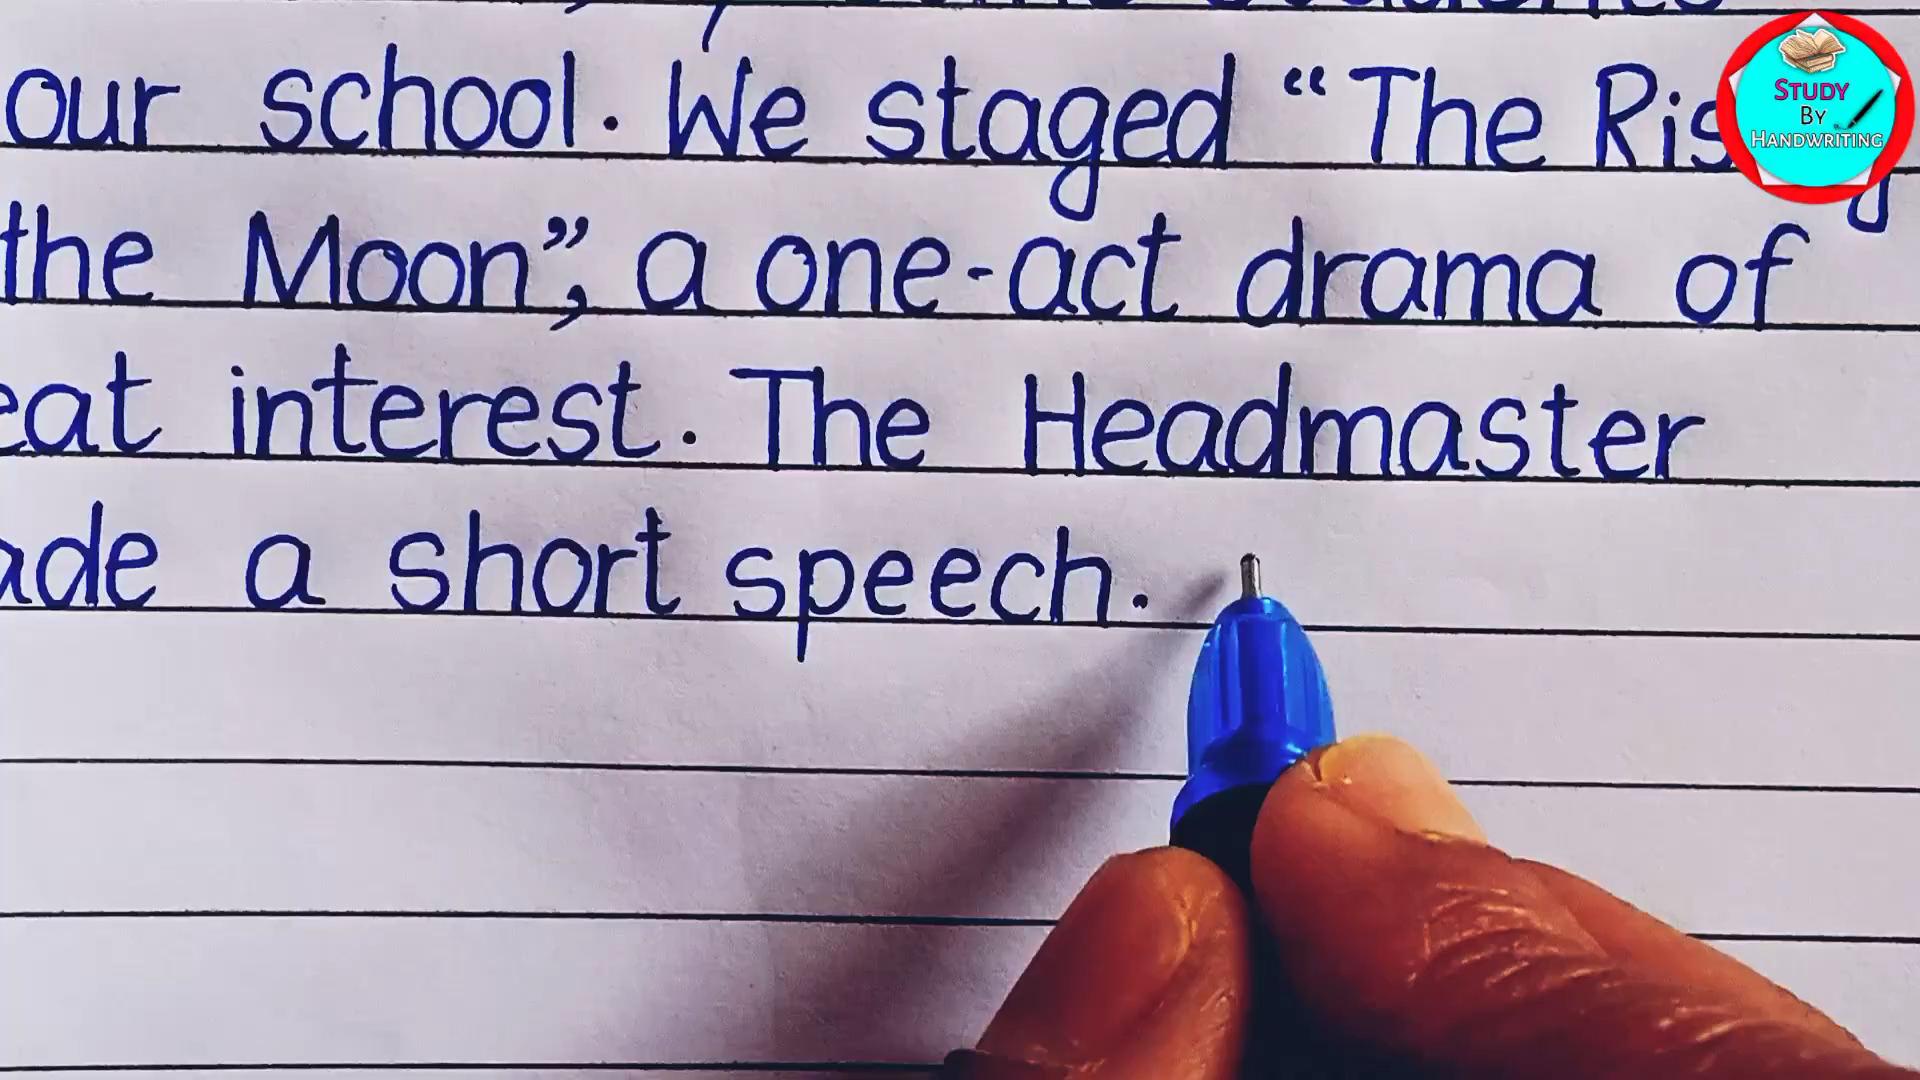 our school. We staged “The Ris
the Moon”, a one-act drama of
eat interest. The Headmaster
ade a short speech.
STUDY
BY
HANDWRITING